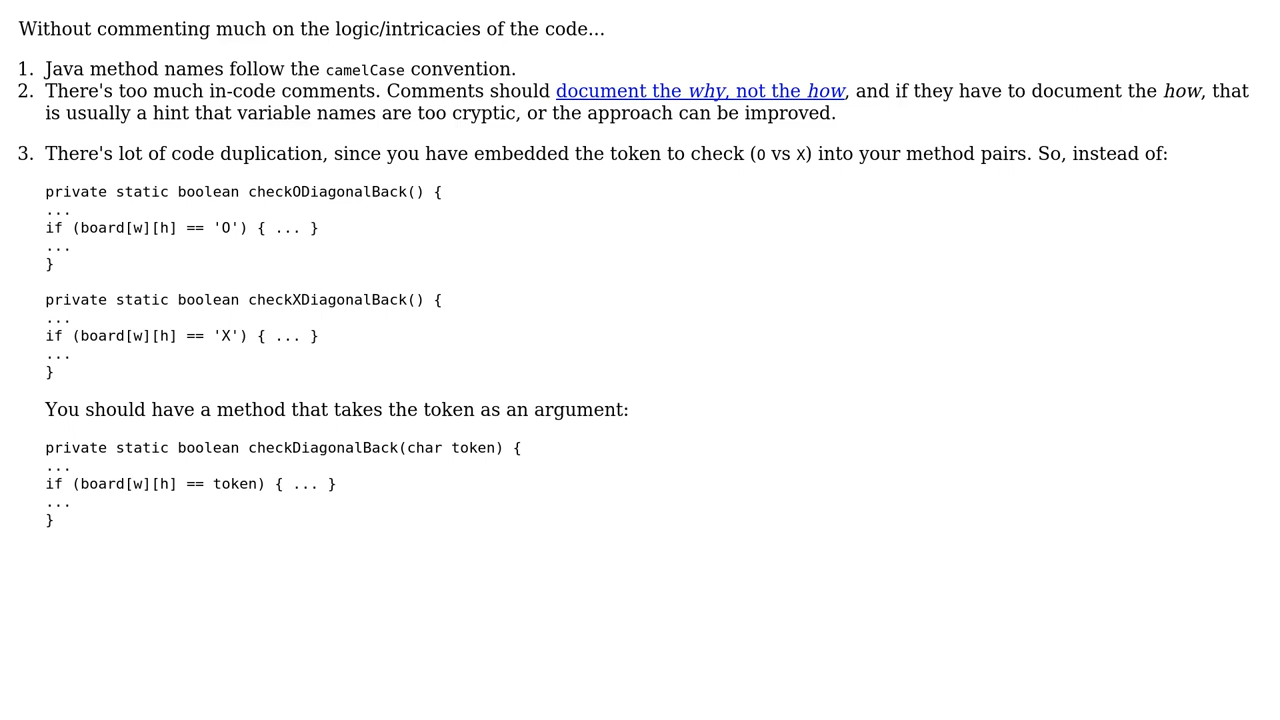 Without commenting much on the logic/intricacies of the code...
1. Java method names follow the camelCase convention.
2. There's too much in-code comments. Comments should document the why, not the how, and if they have to document the how, that
is usually a hint that variable names are too cryptic, or the approach can be improved.
3. There's lot of code duplication, since you have embedded the token to check (O vs X) into your method pairs. So, instead of:
private static boolean checkODiagonalBack() {
...
if (board[w][h] == 'O') { ... }
...
}
private static boolean checkXDiagonalBack() {
...
if (board[w][h] == 'X') { ... }
...
}
You should have a method that takes the token as an argument:
private static boolean checkDiagonalBack(char token) {
...
if (board[w][h] == token) { ... }
...
}